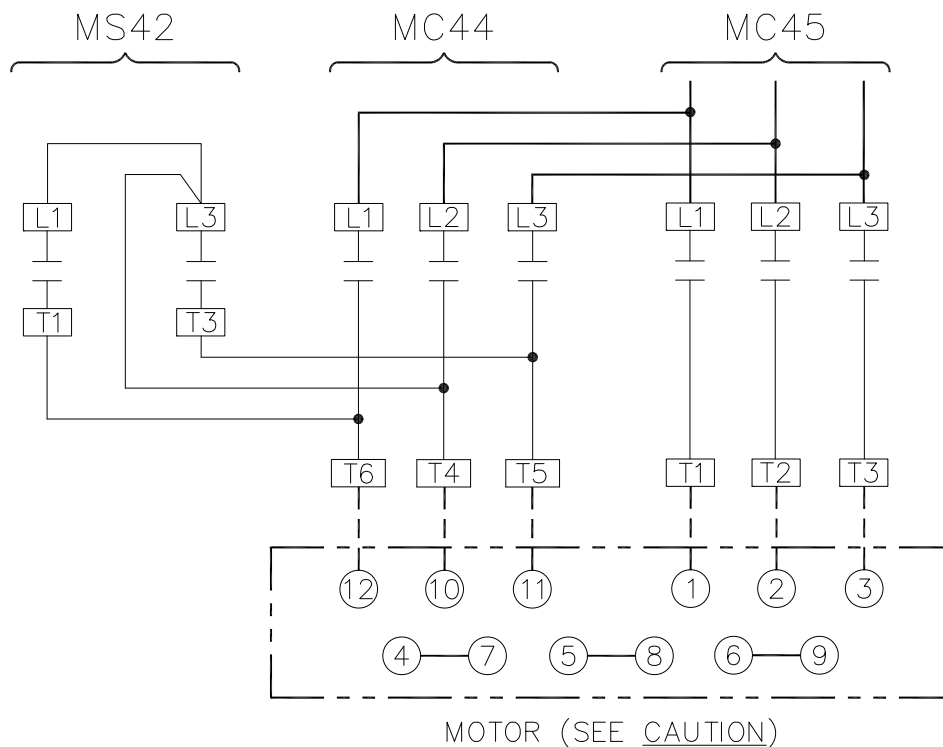 MS42 MC44 MC45
L1 L3 L1 L2 L3 L1 L2 L3
T1 T3
T6 T4 T5 T1 T2 T3
12 10 11 1 2 3
4 7 5 8 6 9
MOTOR (SEE CAUTION)